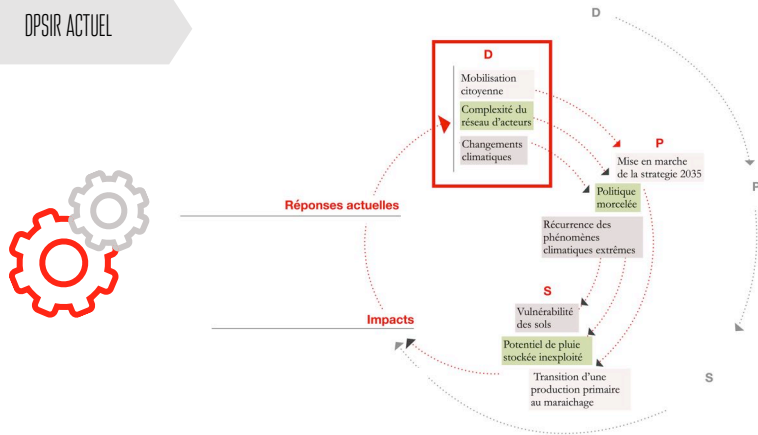 DPSIR ACTUEL
D
D
Mobilisation
citoyenne
Complexité du
réseau d'acteurs
Changements
climatiques
P
Mise en marche
de la strategie 2035
P
Politique
morcelée
Réponses actuelles
Récurrence des
phénomènes
climatiques extrêmes
S
Vulnérabilité
des sols
Impacts
Potentiel de pluie
stockée inexploité
Transition d'une
production primaire
au maraichage
S